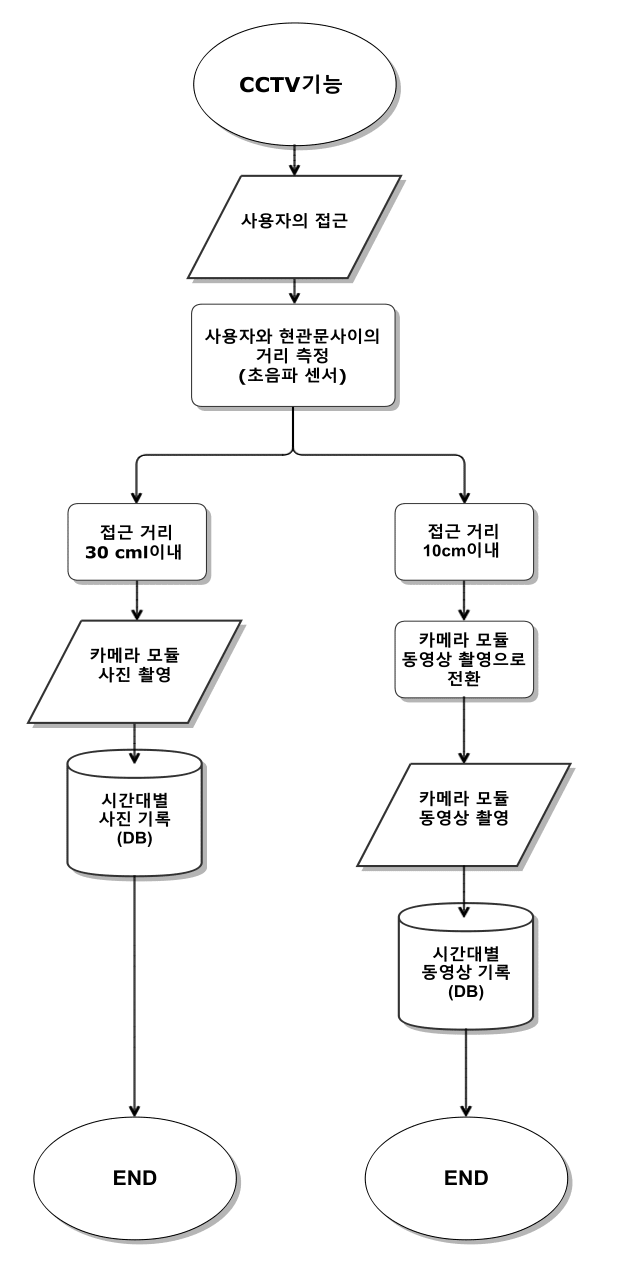 CCTV기능
사용자의 접근
사용자와 현관문사이의
거리 측정
(초음파 센서)
접근 거리
30 cml이내
접근 거리
10cm이내
카메라 모듈
사진 촬영
카메라 모듈
동영상 촬영으로
전환
시간대별
사진 기록
(DB)
카메라 모듈
동영상 촬영
시간대별
동영상 기록
(DB)
END
END